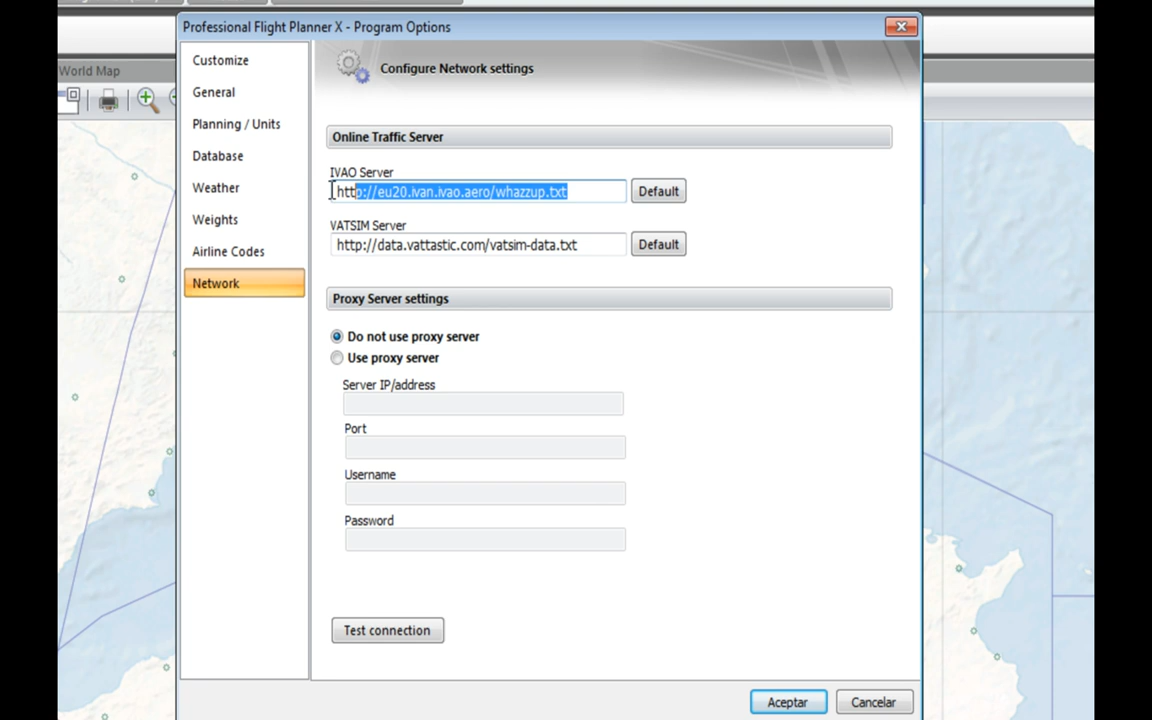 Professional Flight Planner X - Program Options
World Map
Customize
General
Planning / Units
Database
Weather
Weights
Airline Codes
Network
Configure Network settings
Online Traffic Server
IVAO Server
http://eu20.ivan.ivao.aero/whazzup.txt
Default
VATSIM Server
http://data.vattastic.com/vatsim-data.txt
Default
Proxy Server settings
Do not use proxy server
Use proxy server
Server IP/address
Port
Username
Password
Test connection
Aceptar
Cancelar